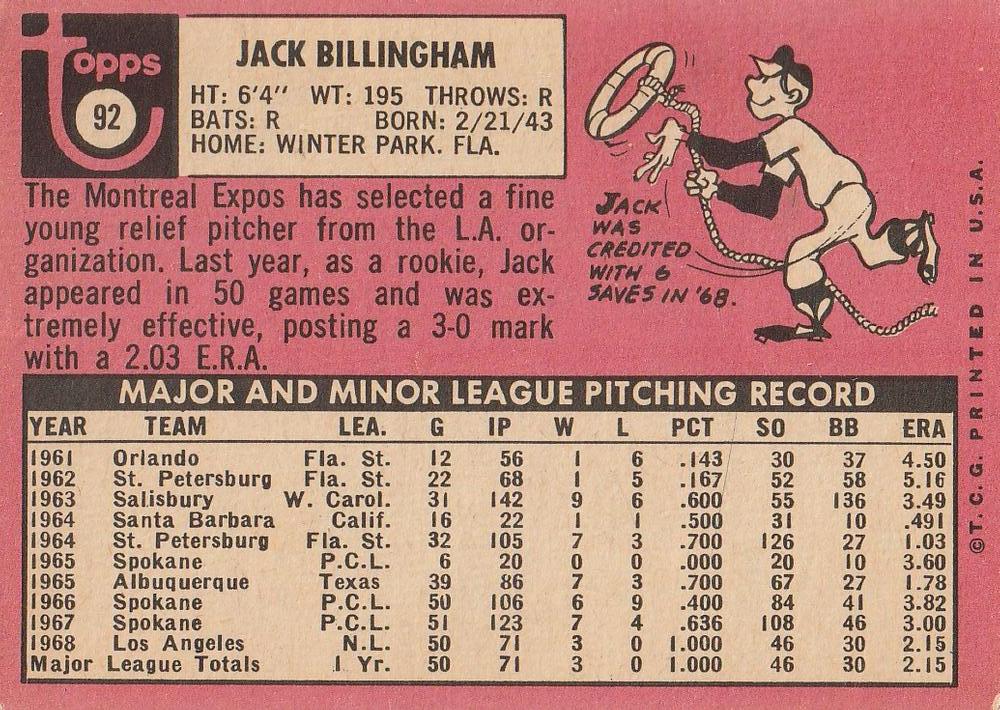 topps
92
JACK BILLINGHAM
HT: 6'4" WT: 195 THROWS: R
BATS: R BORN: 2/21/43
HOME: WINTER PARK. FLA.
The Montreal Expos has selected a fine
young relief pitcher from the L.A. or-
ganization. Last year, as a rookie, Jack
appeared in 50 games and was ex-
tremely effective, posting a 3-0 mark
with a 2.03 E.R.A.
JACK
WAS
CREDITED
WITH 6
SAVES IN '68.
MAJOR AND MINOR LEAGUE PITCHING RECORD
YEAR TEAM LEA. G IP W L PCT SO BB ERA
1961 Orlando Fla. St. 12 56 1 6 .143 30 37 4.50
1962 St. Petersburg Fla. St. 22 68 1 5 .167 52 58 5.16
1963 Salisbury W. Carol. 31 142 9 6 .600 55 136 3.49
1964 Santa Barbara Calif. 16 22 1 1 .500 31 10 .491
1964 St. Petersburg Fla. St. 32 105 7 3 .700 126 27 1.03
1965 Spokane P.C.L. 6 20 0 0 .000 20 10 3.60
1965 Albuquerque Texas 39 86 7 3 .700 67 27 1.78
1966 Spokane P.C.L. 50 106 6 9 .400 84 41 3.82
1967 Spokane P.C.L. 51 123 7 4 .636 108 46 3.00
1968 Los Angeles N.L. 50 71 3 0 1.000 46 30 2.15
Major League Totals 1 Yr. 50 71 3 0 1.000 46 30 2.15
© T.C.G. PRINTED IN U.S.A.